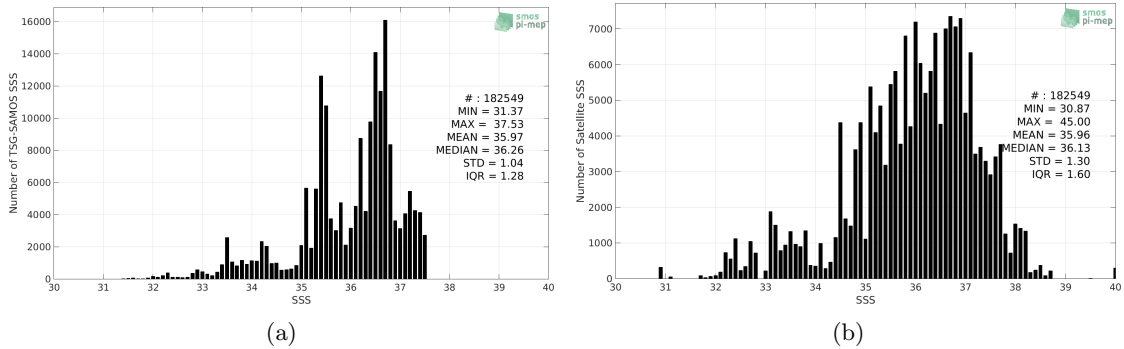 smos
pi-mep
Number of TSG-SAMOS SSS
16000
14000
12000
10000
8000
6000
4000
2000
0
# : 182549
MIN = 31.37
MAX = 37.53
MEAN = 35.97
MEDIAN = 36.26
STD = 1.04
IQR = 1.28
30 31 32 33 34 35 36 37 38 39 40
SSS
(a)
smos
pi-mep
Number of Satellite SSS
7000
6000
5000
4000
3000
2000
1000
0
# : 182549
MIN = 30.87
MAX = 45.00
MEAN = 35.96
MEDIAN = 36.13
STD = 1.30
IQR = 1.60
30 31 32 33 34 35 36 37 38 39 40
SSS
(b)